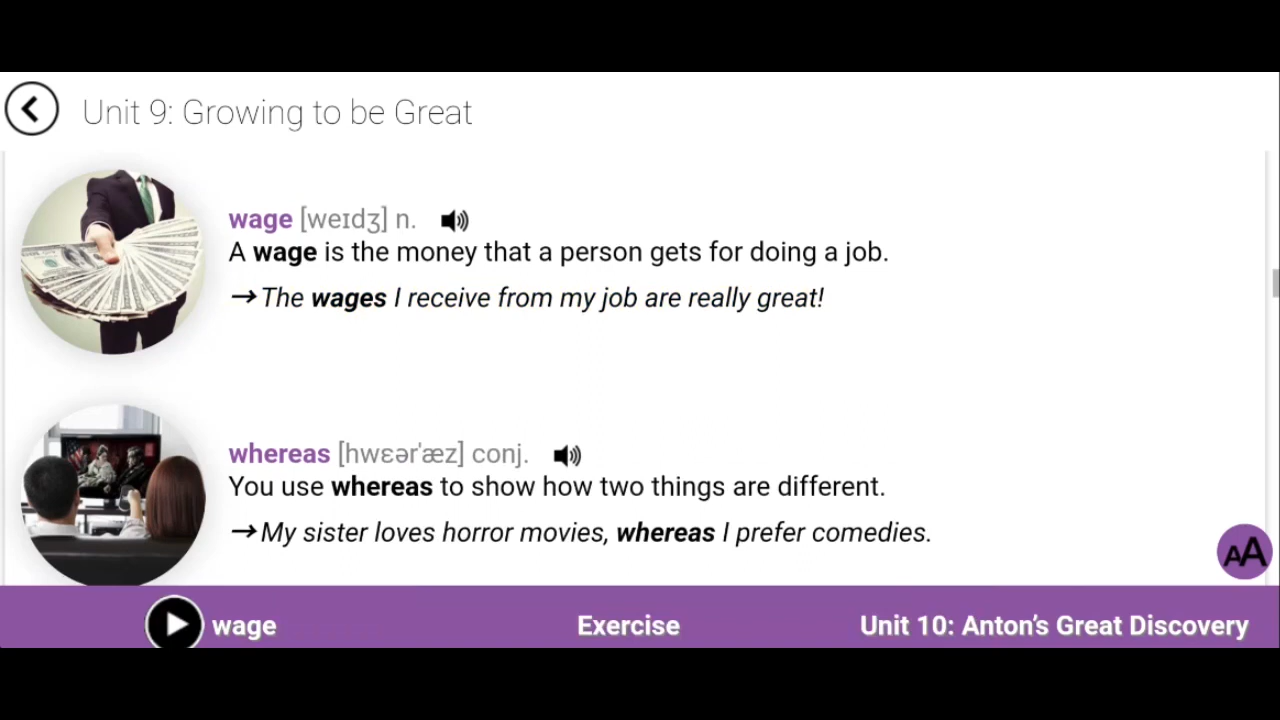 Unit 9: Growing to be Great
wage [weɪdʒ] n.
A wage is the money that a person gets for doing a job.
→ The wages I receive from my job are really great!
whereas [hwɛərˈæz] conj.
You use whereas to show how two things are different.
→ My sister loves horror movies, whereas I prefer comedies.
AA
wage
Exercise
Unit 10: Anton's Great Discovery